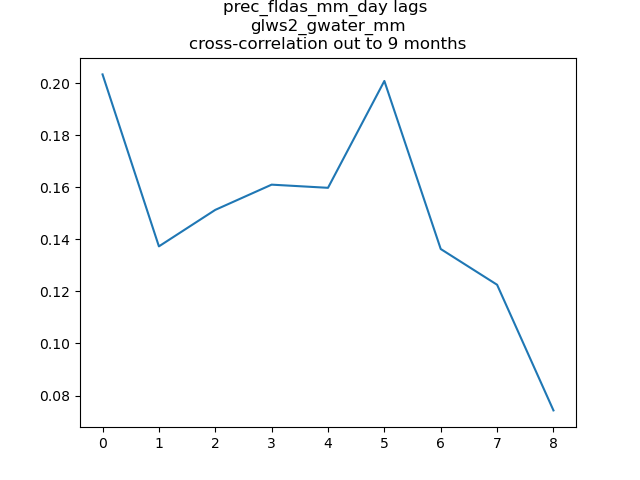 prec_fldas_mm_day lags
glws2_gwater_mm
cross-correlation out to 9 months
0.20
0.18
0.16
0.14
0.12
0.10
0.08
0 1 2 3 4 5 6 7 8